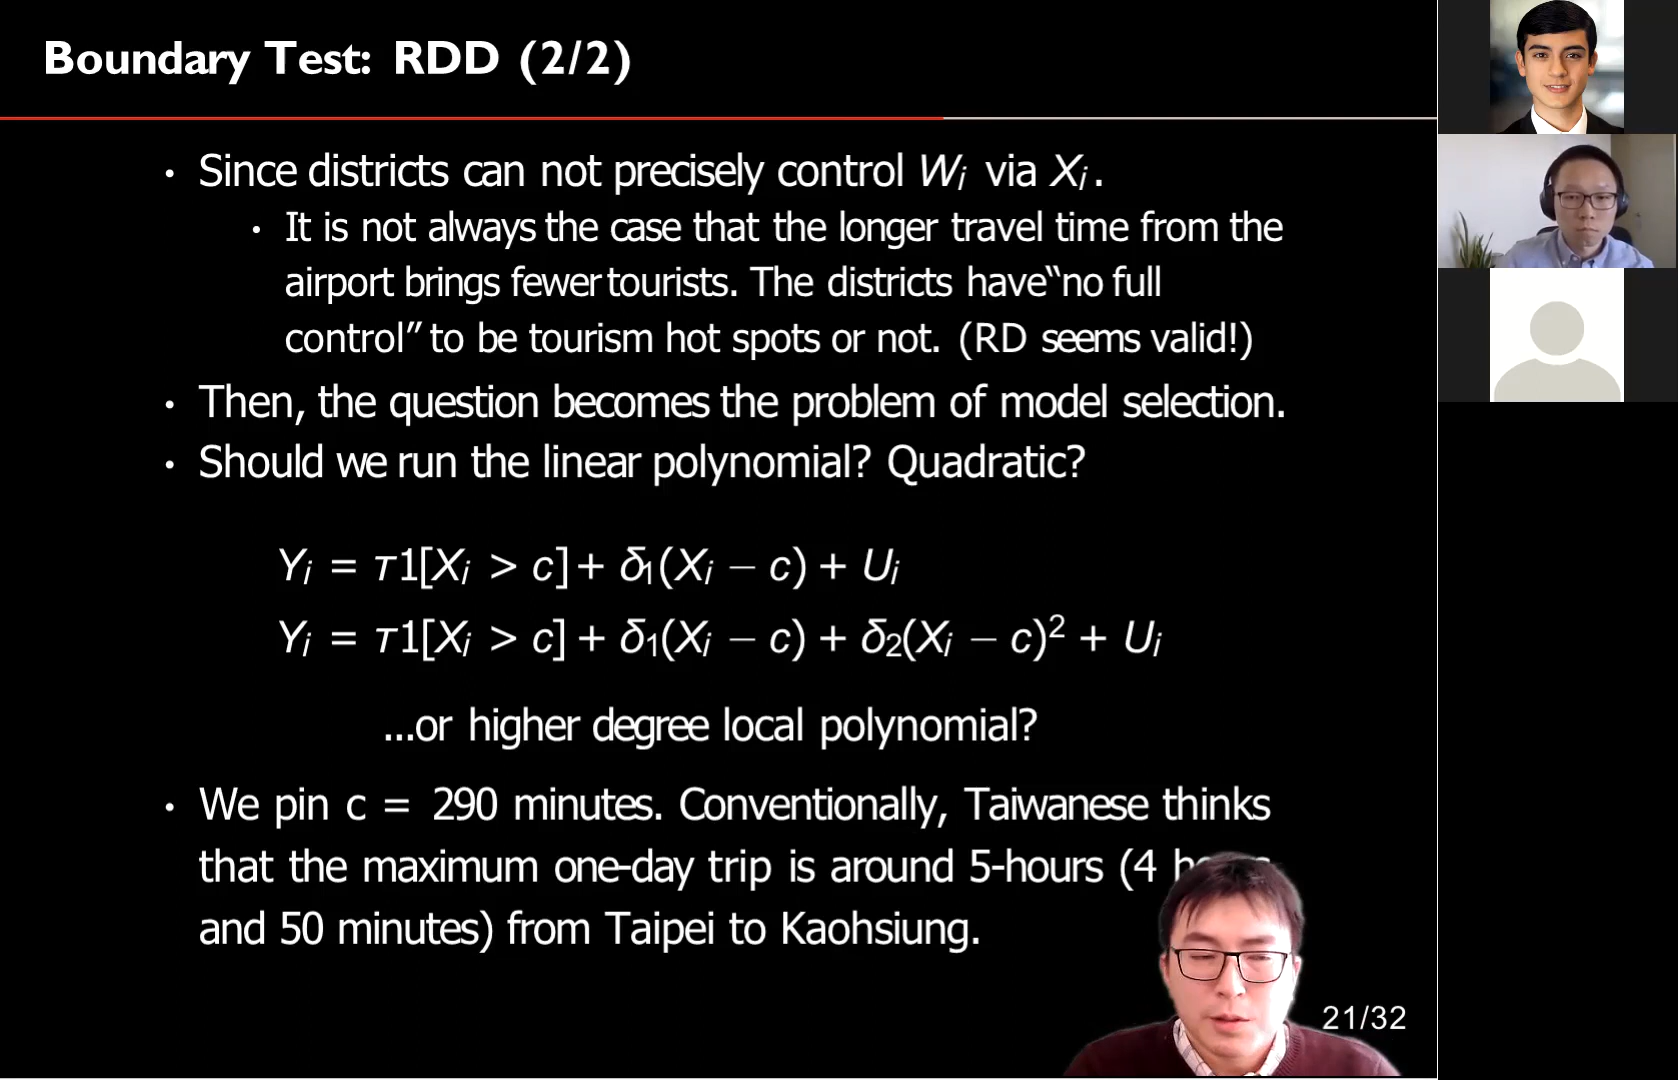 Boundary Test: RDD (2/2)
• Since districts can not precisely control Wᵢ via Xᵢ.
• It is not always the case that the longer travel time from the
airport brings fewer tourists. The districts have “no full
control” to be tourism hot spots or not. (RD seems valid!)
• Then, the question becomes the problem of model selection.
• Should we run the linear polynomial? Quadratic?
Yᵢ = τ1[Xᵢ > c] + δ₁(Xᵢ − c) + Uᵢ
Yᵢ = τ1[Xᵢ > c] + δ₁(Xᵢ − c) + δ₂(Xᵢ − c)² + Uᵢ
...or higher degree local polynomial?
• We pin c = 290 minutes. Conventionally, Taiwanese thinks
that the maximum one-day trip is around 5-hours (4
and 50 minutes) from Taipei to Kaohsiung.
21/32